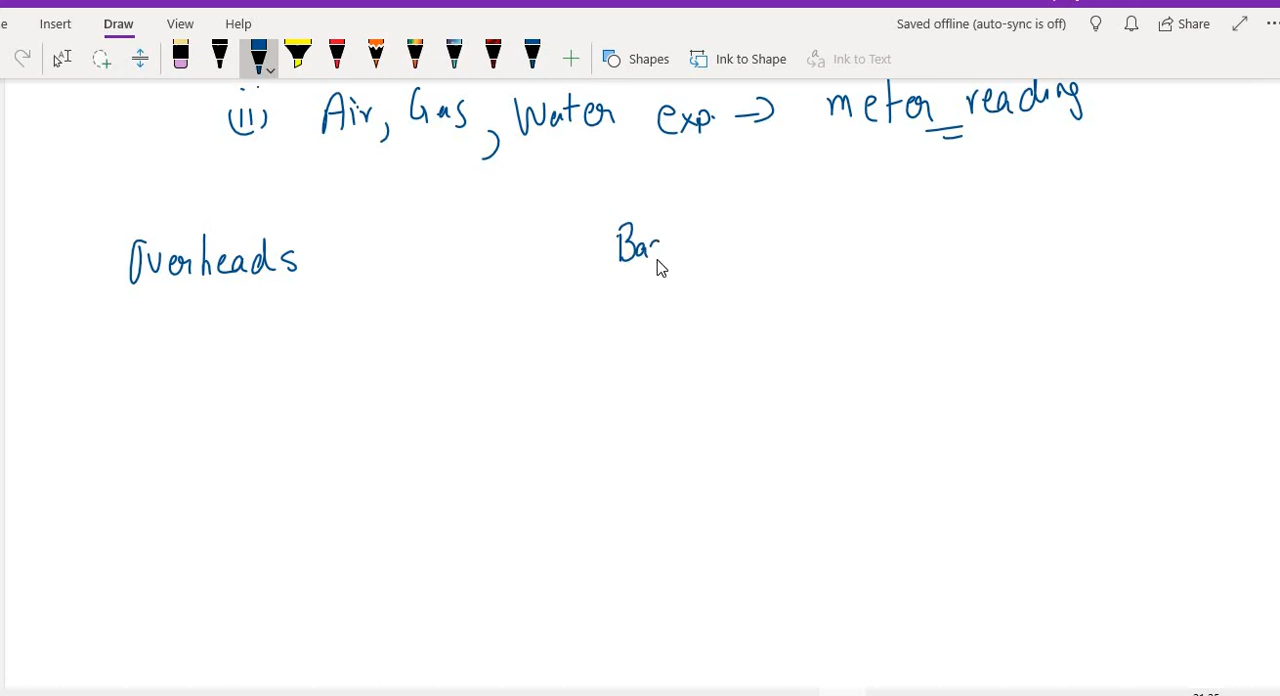 Insert Draw View Help Saved offline (auto-sync is off) Share
Shapes Ink to Shape Ink to Text
(ii) Air, Gas, Water exp. → meter reading
Overheads Bas